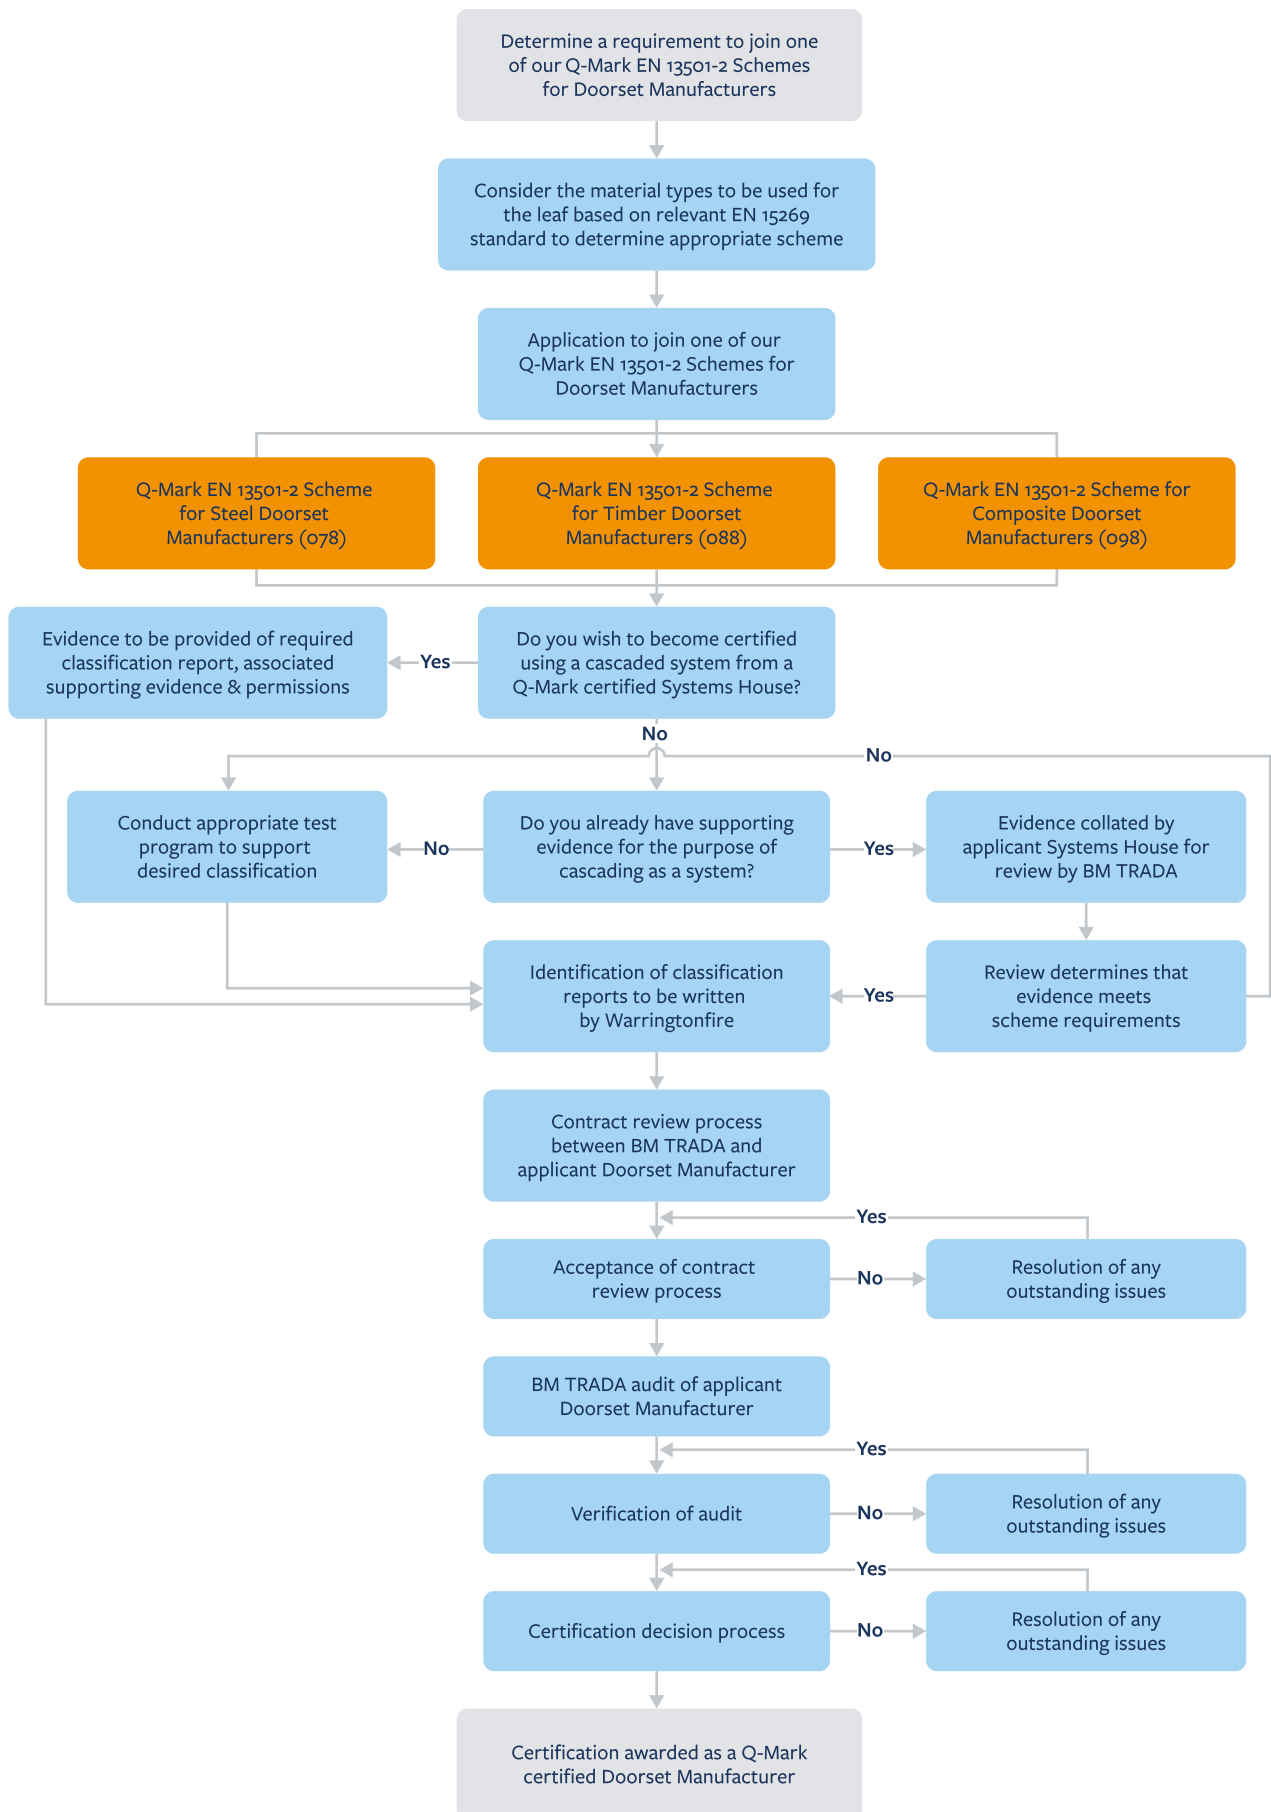 Determine a requirement to join one
of our Q-Mark EN 13501-2 Schemes
for Doorset Manufacturers
Consider the material types to be used for
the leaf based on relevant EN 15269
standard to determine appropriate scheme
Application to join one of our
Q-Mark EN 13501-2 Schemes for
Doorset Manufacturers
Q-Mark EN 13501-2 Scheme
for Steel Doorset
Manufacturers (078)
Q-Mark EN 13501-2 Scheme
for Timber Doorset
Manufacturers (088)
Q-Mark EN 13501-2 Scheme for
Composite Doorset
Manufacturers (098)
Evidence to be provided of required
classification report, associated
supporting evidence & permissions
Yes
Do you wish to become certified
using a cascaded system from a
Q-Mark certified Systems House?
No
No
Conduct appropriate test
program to support
desired classification
No
Do you already have supporting
evidence for the purpose of
cascading as a system?
Yes
Evidence collated by
applicant Systems House for
review by BM TRADA
Identification of classification
reports to be written
by Warringtonfire
Yes
Review determines that
evidence meets
scheme requirements
Contract review process
between BM TRADA and
applicant Doorset Manufacturer
Yes
Acceptance of contract
review process
No
Resolution of any
outstanding issues
BM TRADA audit of applicant
Doorset Manufacturer
Yes
Verification of audit
No
Resolution of any
outstanding issues
Yes
Certification decision process
No
Resolution of any
outstanding issues
Certification awarded as a Q-Mark
certified Doorset Manufacturer